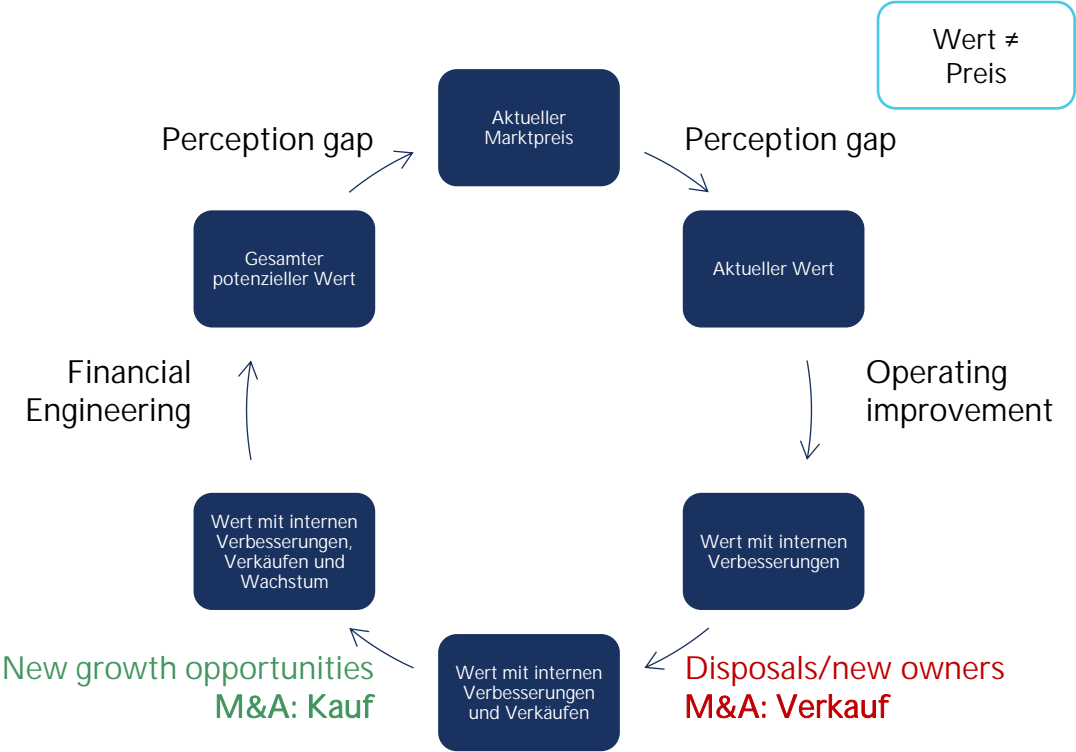 Wert ≠
Preis
Aktueller
Marktpreis
Perception gap
Perception gap
Gesamter
potenzieller Wert
Aktueller Wert
Financial
Engineering
Operating
improvement
Wert mit internen
Verbesserungen,
Verkäufen und
Wachstum
Wert mit internen
Verbesserungen
New growth opportunities
M&A: Kauf
Wert mit internen
Verbesserungen
und Verkäufen
Disposals/new owners
M&A: Verkauf